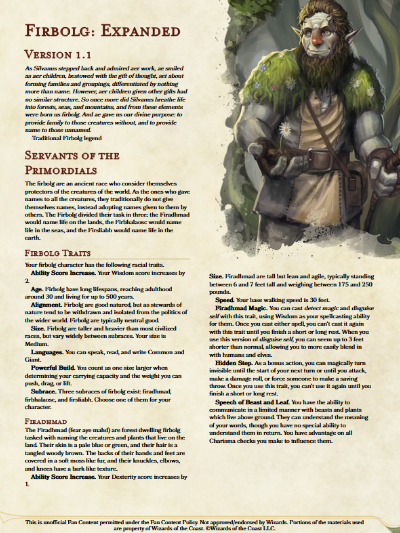 Firbolg: Expanded
Version 1.1
As Silvanus stepped back and admired aer work, ae smiled
as aer children, bestowed with the gift of thought, set about
forming families and groupings, differentiated by nothing
more than name. However, aer children given other gifts had
no similar structure. So once more did Silvanus breathe life
into forests, seas, and mountains, and from these elements
were born us firbolg. And ae gave us our divine purpose: to
provide family to those creatures without, and to provide
name to those unnamed.
Traditional Firbolg legend
Servants of the
Primordials
The firbolg are an ancient race who consider themselves
protectors of the creatures of the world. As the ones who gave
names to all the creatures, they traditionally do not give
themselves names, instead adopting names given to them by
others. The Firbolg divided their task in three: the Firadhmad
would name life on the lands, the Firbhalaoc would name
life in the seas, and the Firsliabh would name life in the
earth.
Firbolg Traits
Your firbolg character has the following racial traits.
Ability Score Increase. Your Wisdom score increases by
2.
Age. Firbolg have long lifespans, reaching adulthood
around 30 and living for up to 500 years.
Alignment. Firbolg are good natured, but as stewards of
nature tend to be withdrawn and isolated from the politics of
the wider world. Firbolg are typically neutral good.
Size. Firbolg are taller and heavier than most civilized
races, but vary widely between subraces. Your size is
Medium.
Languages. You can speak, read, and write Common and
Giant.
Powerful Build. You count as one size larger when
determining your carrying capacity and the weight you can
push, drag, or lift.
Subrace. Three subraces of firbolg exist: firadhmad,
firbhalaoc, and firsliabh. Choose one of them for your
character.
Firadhmad
The Firadhmad (fear aye mahd) are forest dwelling firbolg
tasked with naming the creatures and plants that live on the
land. Their skin is a pale blue or green, and their hair is a
tangled woody brown. The backs of their hands and feet are
covered in a soft moss-like fur, and their knuckles, elbows,
and knees have a bark like texture.
Ability Score Increase. Your Dexterity score increases by
1.
Size. Firadhmad are tall but lean and agile, typically standing
between 6 and 7 feet tall and weighing between 175 and 250
pounds.
Speed. Your base walking speed is 30 feet.
Firadhmad Magic. You can cast detect magic and disguise
self with this trait, using Wisdom as your spellcasting ability
for them. Once you cast either spell, you can't cast it again
with this trait until you finish a short or long rest. When you
use this version of disguise self, you can seem up to 3 feet
shorter than normal, allowing you to more easily blend in
with humans and elves.
Hidden Step. As a bonus action, you can magically turn
invisible until the start of your next turn or until you attack,
make a damage roll, or force someone to make a saving
throw. Once you use this trait, you can't use it again until you
finish a short or long rest.
Speech of Beast and Leaf. You have the ability to
communicate in a limited manner with beasts and plants
which live above ground. They can understand the meaning
of your words, though you have no special ability to
understand them in return. You have advantage on all
Charisma checks you make to influence them.
This is unofficial Fan Content permitted under the Fan Content Policy. Not approved/endorsed by Wizards. Portions of the materials used
are property of Wizards of the Coast. ©Wizards of the Coast LLC.